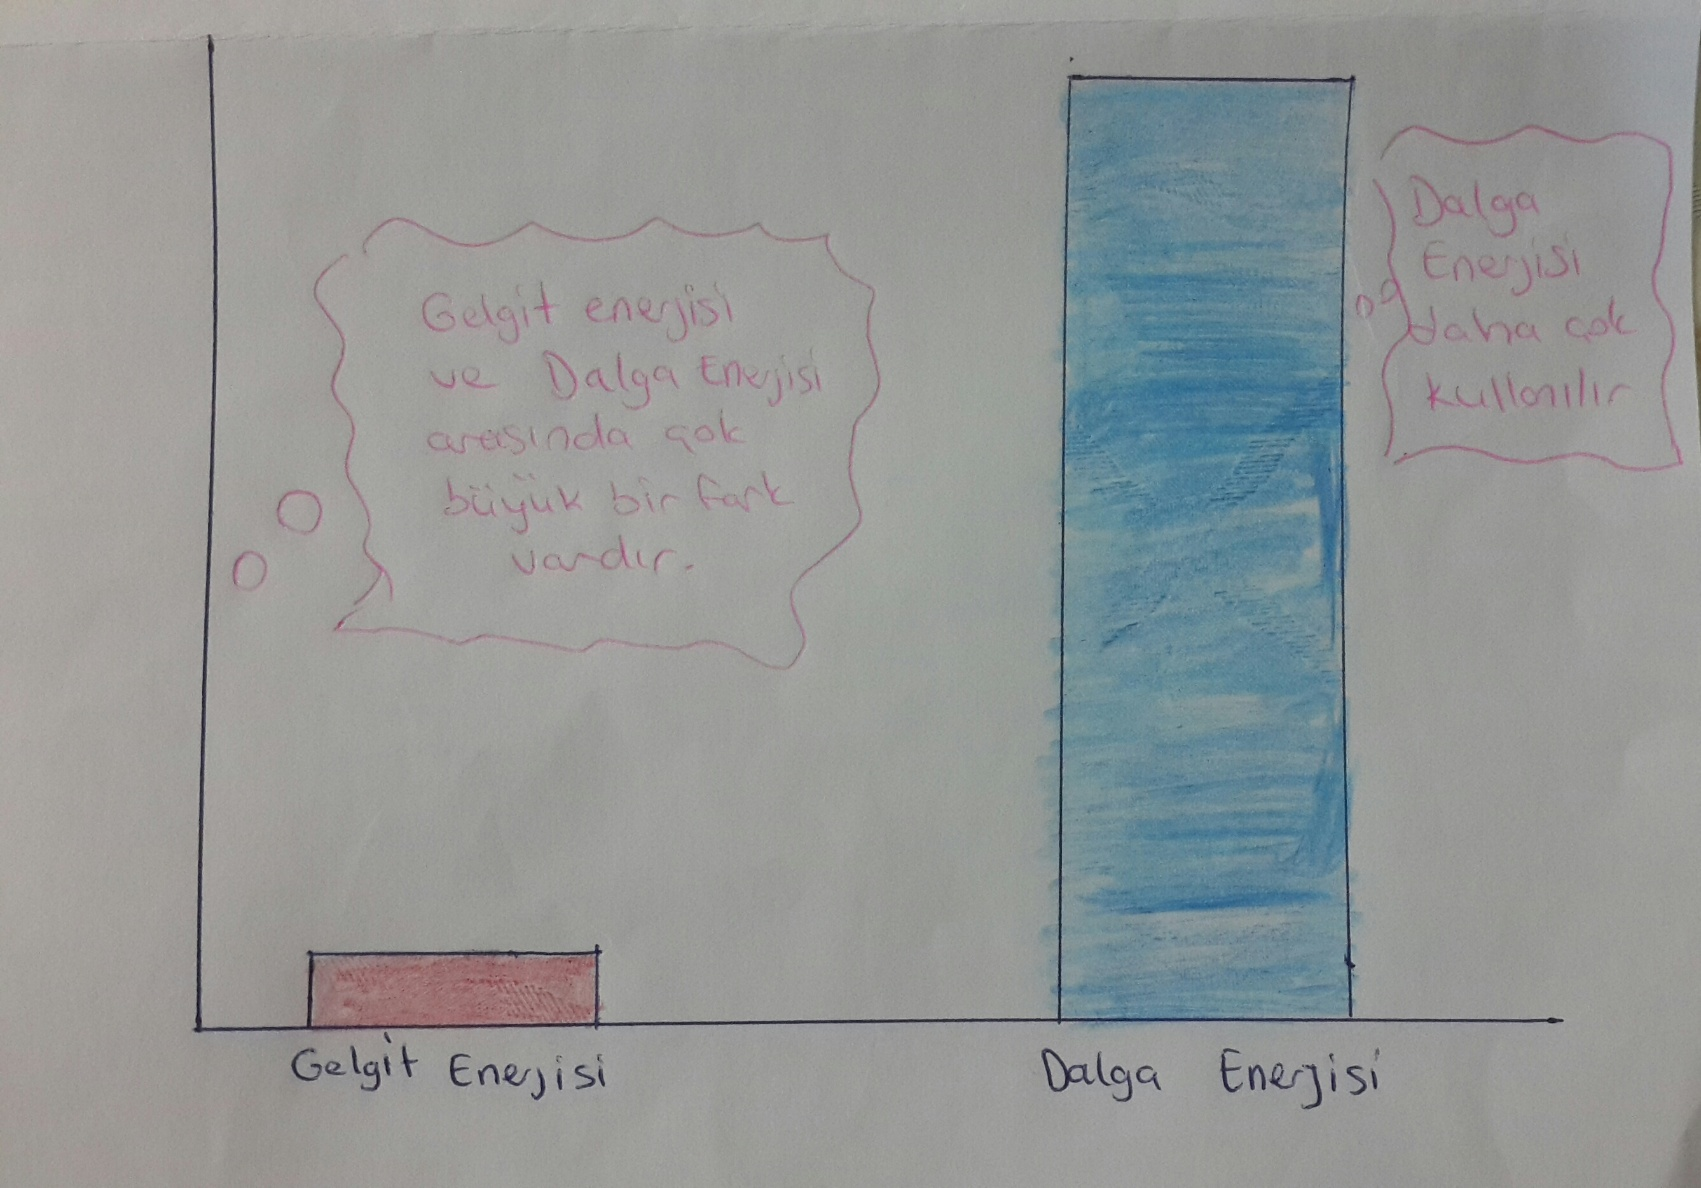 Gelgit enerjisi
ve Dalga Enerjisi
arasında çok
büyük bir fark
vardır.
Dalga
Enerjisi
daha çok
kullanılır
Gelgit Enerjisi
Dalga Enerjisi